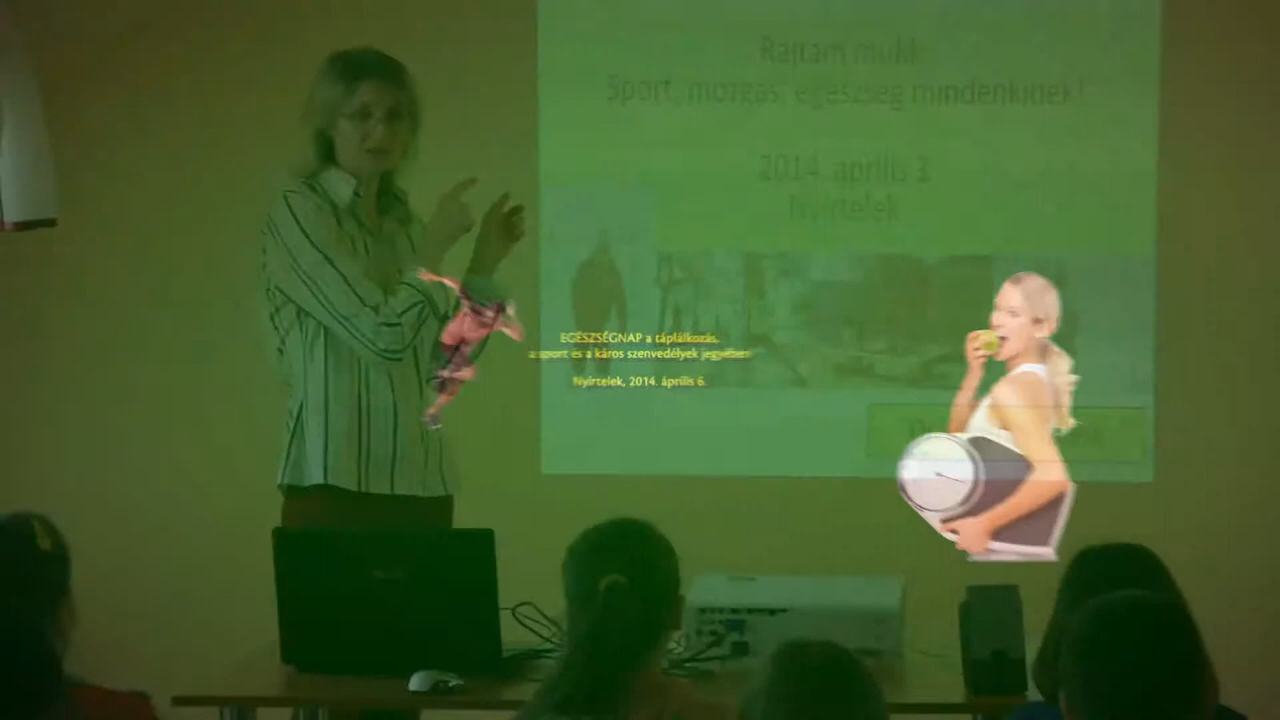 Rajtam múlik
Sport, mozgás, egészség mindenkinek!
2014. április 3
Nyírtelek
EGÉSZSÉGNAP a táplálkozás,
a sport és a káros szenvedélyek jegyében
Nyírtelek, 2014. április 6.